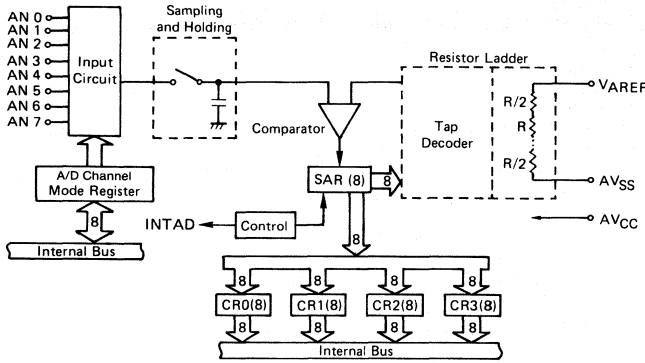 AN 0
AN 1
AN 2
AN 3
AN 4
AN 5
AN 6
AN 7
Input
Circuit
Sampling
and Holding
Comparator
Resistor Ladder
Tap
Decoder
R/2
R
R/2
VAREF
AVSS
AVCC
A/D Channel
Mode Register
8
Internal Bus
SAR (8)
8
INTAD
Control
8
8
8
8
8
CR0(8)
CR1(8)
CR2(8)
CR3(8)
8
8
8
8
Internal Bus